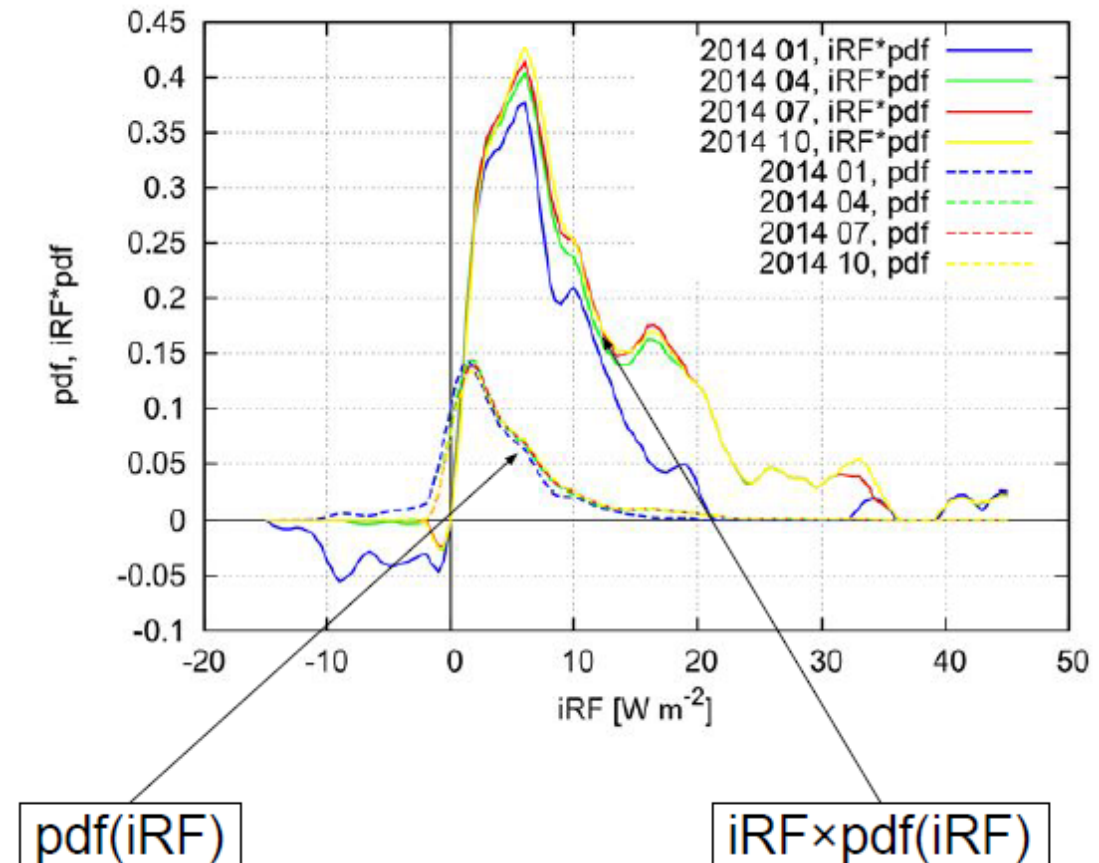 0.45
0.4
0.35
0.3
0.25
0.2
0.15
0.1
0.05
0
-0.05
-0.1
pdf, iRF*pdf
2014 01, iRF*pdf
2014 04, iRF*pdf
2014 07, iRF*pdf
2014 10, iRF*pdf
2014 01, pdf
2014 04, pdf
2014 07, pdf
2014 10, pdf
-20 -10 0 10 20 30 40 50
iRF [W m⁻²]
pdf(iRF) iRF×pdf(iRF)